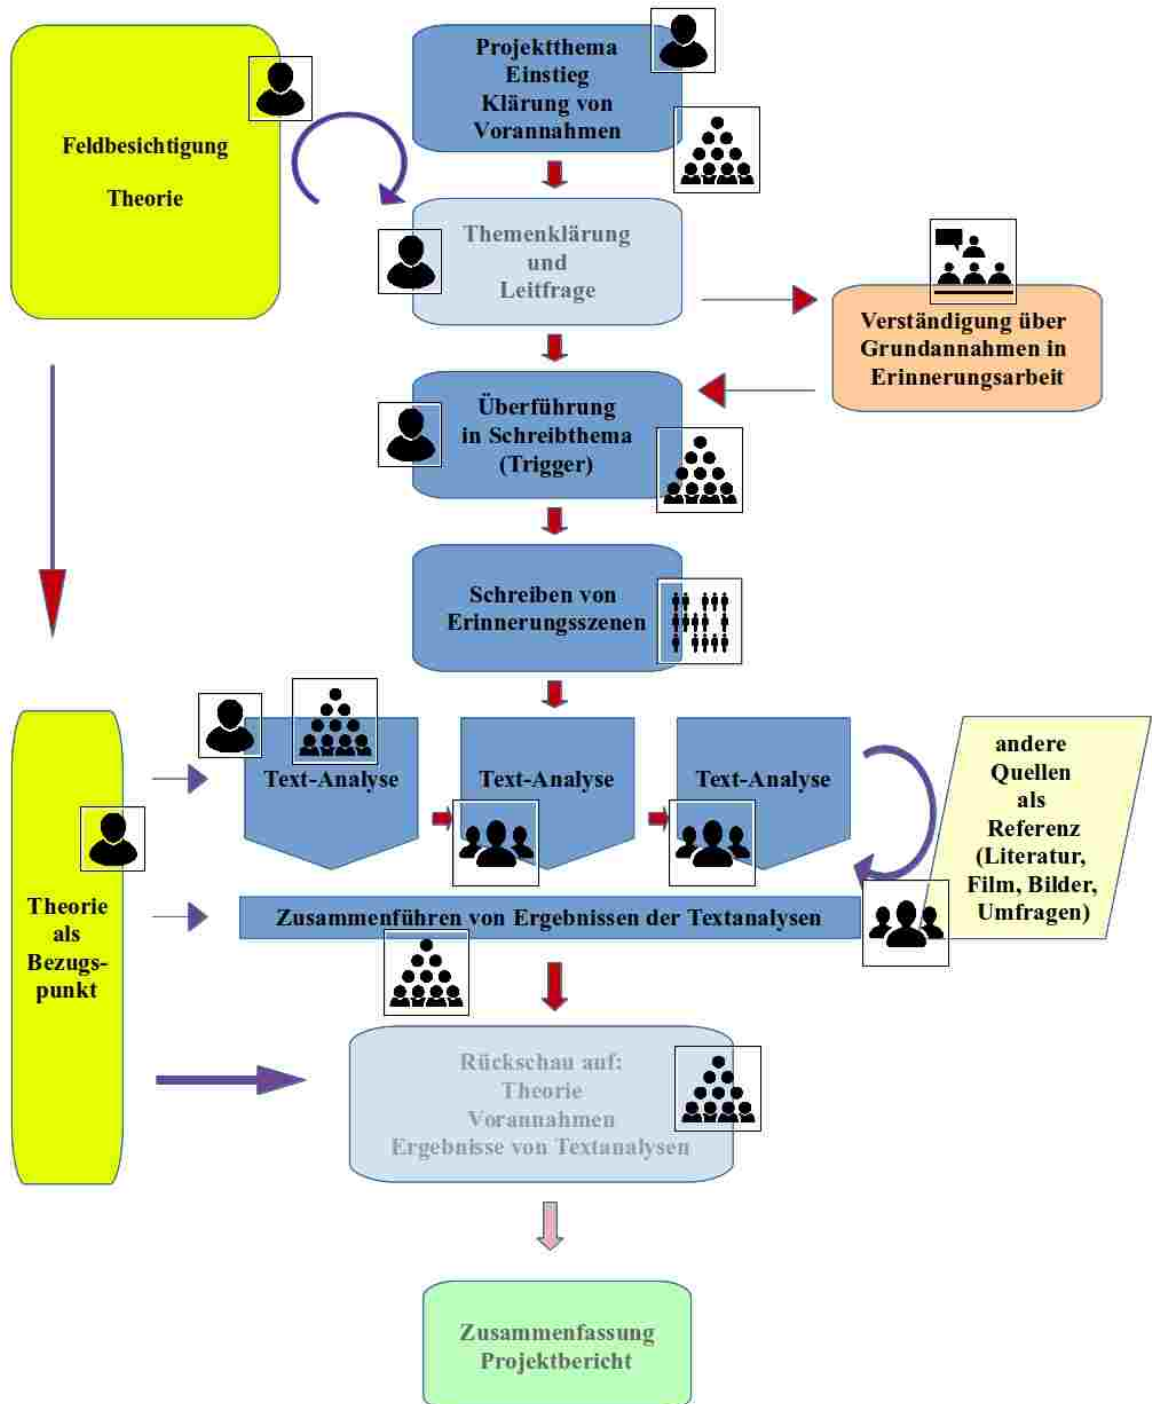 Feldbesichtigung
Theorie
Projektthema
Einstieg
Klärung von
Vorannahmen
Themenklärung
und
Leitfrage
Verständigung über
Grundannahmen in
Erinnerungsarbeit
Überführung
in Schreibthema
(Trigger)
Schreiben von
Erinnerungsszenen
Text-Analyse
Text-Analyse
Text-Analyse
andere
Quellen
als
Referenz
(Literatur,
Film, Bilder,
Umfragen)
Theorie
als
Bezugs-
punkt
Zusammenführen von Ergebnissen der Textanalysen
Rückschau auf:
Theorie
Vorannahmen
Ergebnisse von Textanalysen
Zusammenfassung
Projektbericht